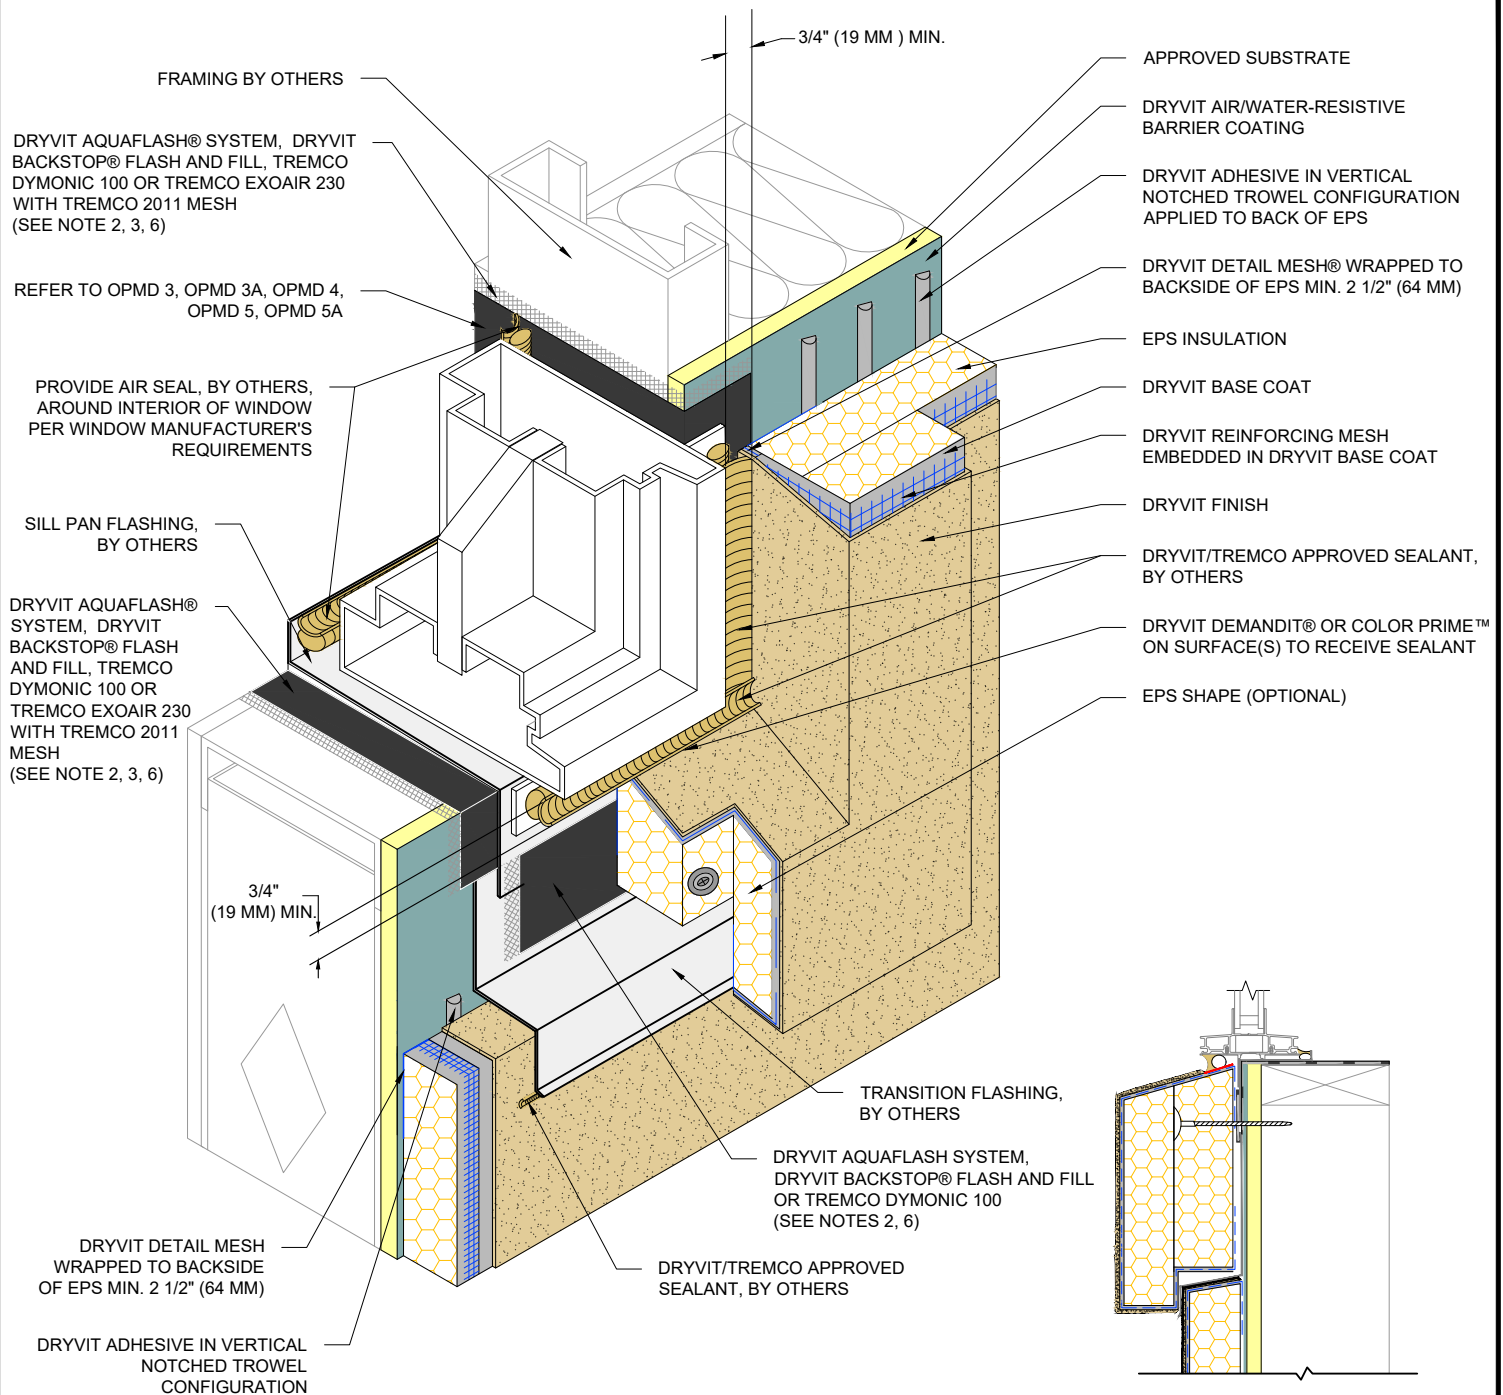 3/4" (19 MM ) MIN.
FRAMING BY OTHERS
DRYVIT AQUAFLASH® SYSTEM, DRYVIT
BACKSTOP® FLASH AND FILL, TREMCO
DYMONIC 100 OR TREMCO EXOAIR 230
WITH TREMCO 2011 MESH
(SEE NOTE 2, 3, 6)
REFER TO OPMD 3, OPMD 3A, OPMD 4,
OPMD 5, OPMD 5A
PROVIDE AIR SEAL, BY OTHERS,
AROUND INTERIOR OF WINDOW
PER WINDOW MANUFACTURER'S
REQUIREMENTS
SILL PAN FLASHING,
BY OTHERS
DRYVIT AQUAFLASH®
SYSTEM, DRYVIT
BACKSTOP® FLASH
AND FILL, TREMCO
DYMONIC 100 OR
TREMCO EXOAIR 230
WITH TREMCO 2011
MESH
(SEE NOTE 2, 3, 6)
3/4"
(19 MM) MIN.
DRYVIT DETAIL MESH
WRAPPED TO BACKSIDE
OF EPS MIN. 2 1/2" (64 MM)
DRYVIT ADHESIVE IN VERTICAL
NOTCHED TROWEL
CONFIGURATION
APPROVED SUBSTRATE
DRYVIT AIR/WATER-RESISTIVE
BARRIER COATING
DRYVIT ADHESIVE IN VERTICAL
NOTCHED TROWEL CONFIGURATION
APPLIED TO BACK OF EPS
DRYVIT DETAIL MESH® WRAPPED TO
BACKSIDE OF EPS MIN. 2 1/2" (64 MM)
EPS INSULATION
DRYVIT BASE COAT
DRYVIT REINFORCING MESH
EMBEDDED IN DRYVIT BASE COAT
DRYVIT FINISH
DRYVIT/TREMCO APPROVED SEALANT,
BY OTHERS
DRYVIT DEMANDIT® OR COLOR PRIME™
ON SURFACE(S) TO RECEIVE SEALANT
EPS SHAPE (OPTIONAL)
TRANSITION FLASHING,
BY OTHERS
DRYVIT AQUAFLASH SYSTEM,
DRYVIT BACKSTOP® FLASH AND FILL
OR TREMCO DYMONIC 100
(SEE NOTES 2, 6)
DRYVIT/TREMCO APPROVED
SEALANT, BY OTHERS